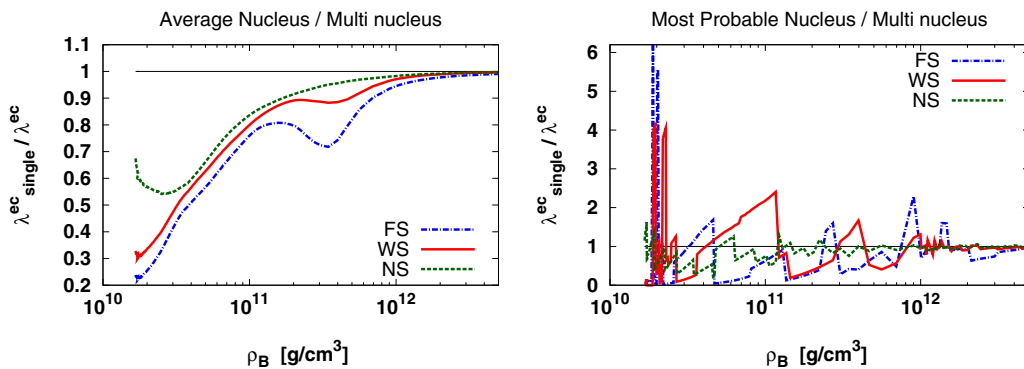 Average Nucleus / Multi nucleus
λ^ec_single / λ^ec
1.1
1
0.9
0.8
0.7
0.6
0.5
0.4
0.3
0.2
FS
WS
NS
10^10
10^11
10^12
ρ_B [g/cm^3]
Most Probable Nucleus / Multi nucleus
λ^ec_single / λ^ec
6
5
4
3
2
1
0
FS
WS
NS
10^10
10^11
10^12
ρ_B [g/cm^3]